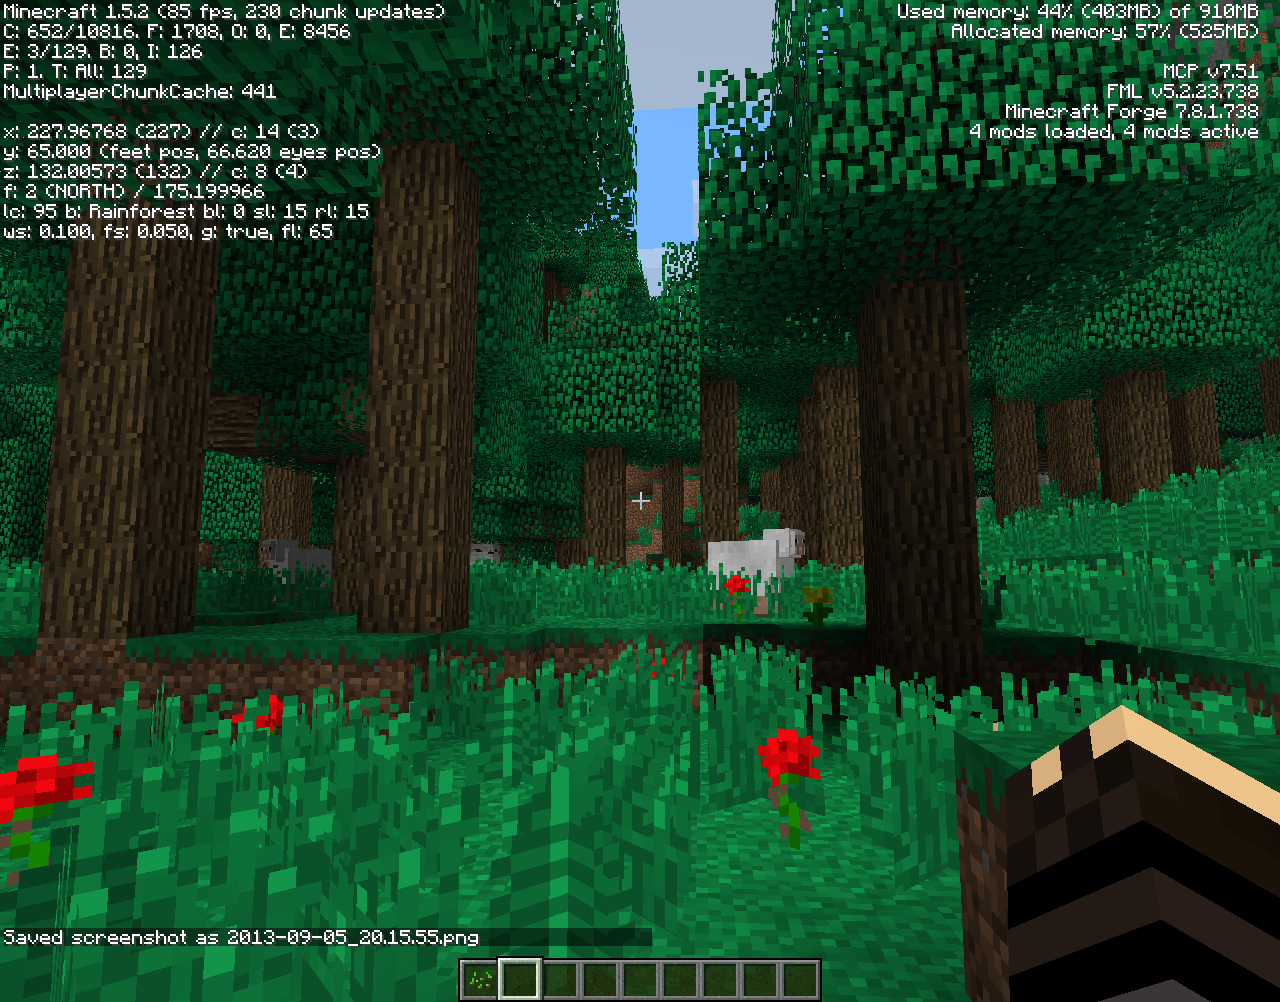 Minecraft 1.5.2 (85 fps, 230 chunk updates)
C: 652/10816. F: 1708, O: 0, E: 8456
E: 3/129. B: 0, I: 126
P: 1. T: All: 129
MultiplayerChunkCache: 441
x: 227.96768 (227) // c: 14 (3)
y: 65.000 (feet pos, 66.620 eyes pos)
z: 132.00573 (132) // c: 8 (4)
f: 2 (NORTH) / 175.199966
lc: 95 b: Rainforest bl: 0 sl: 15 rl: 15
ws: 0.100, fs: 0.050, g: true, fl: 65
Used memory: 44% (403MB) of 910MB
Allocated memory: 57% (525MB)
MCP v7.51
FML v5.2.23.738
Minecraft Forge 7.8.1.738
4 mods loaded, 4 mods active
Saved screenshot as 2013-09-05_20.15.55.png